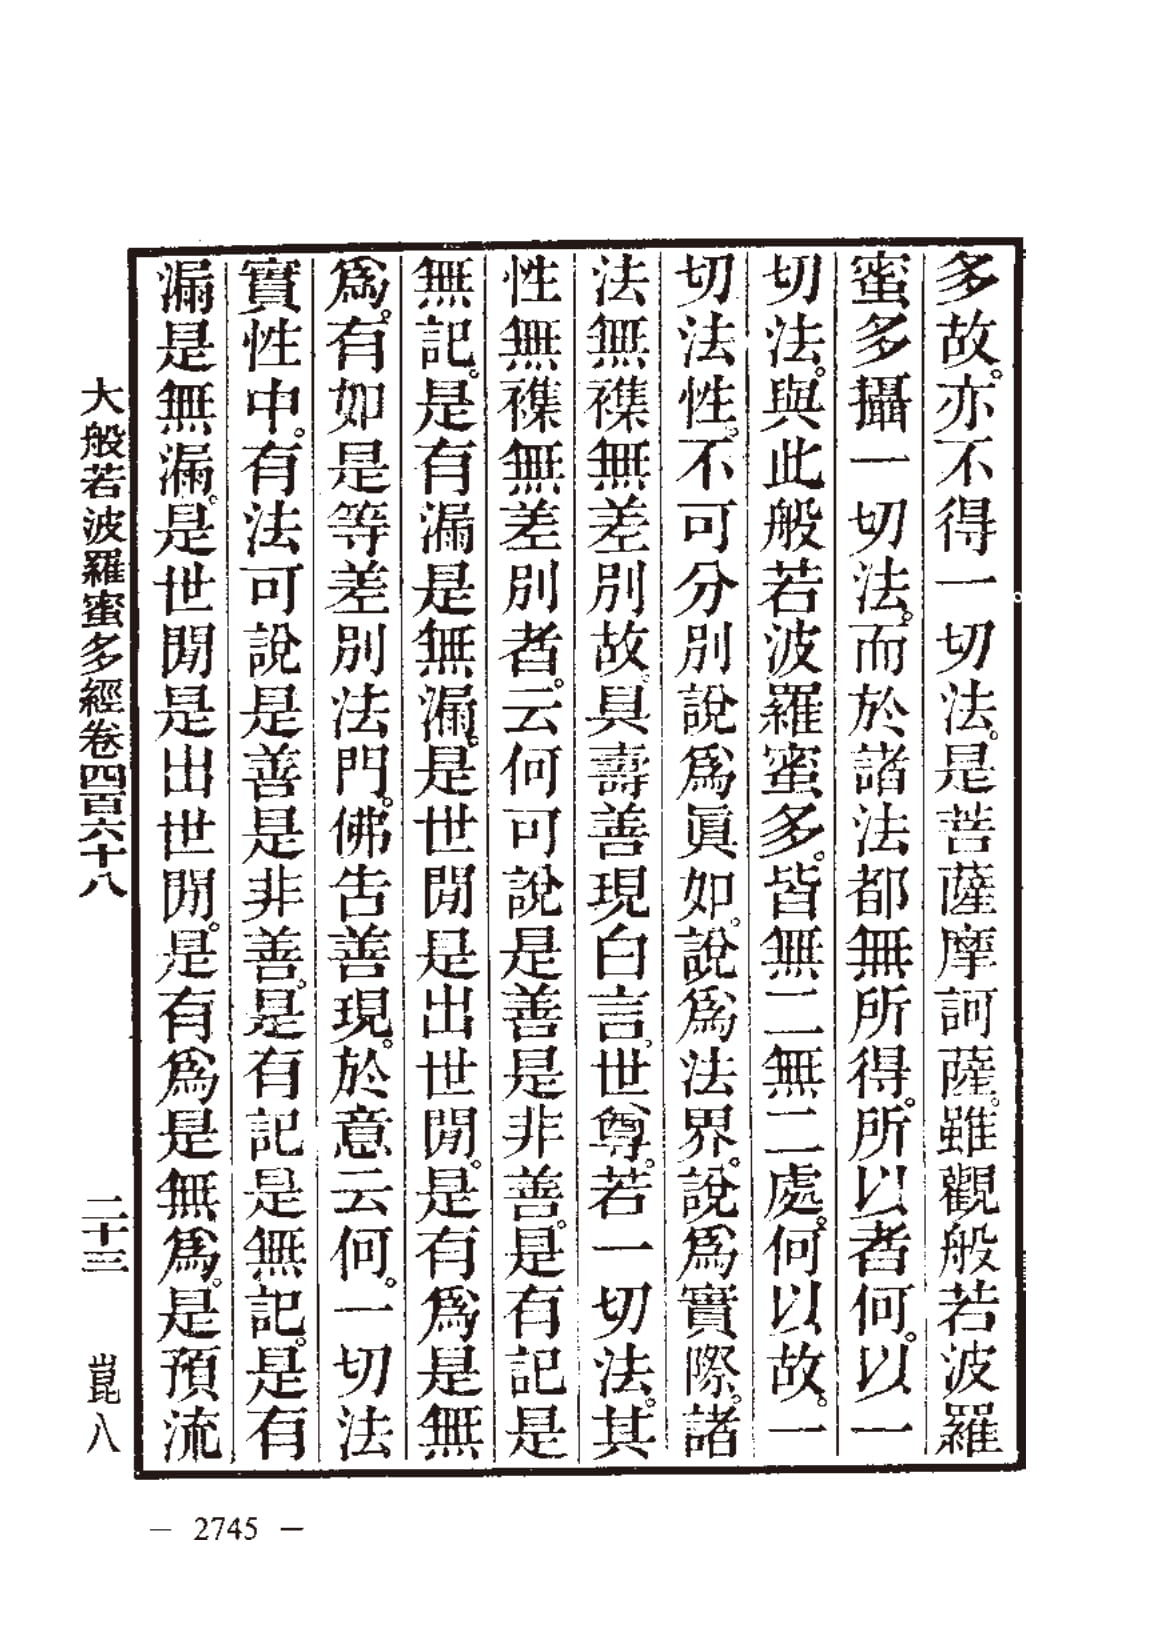 多故。亦不得一切法。是菩薩摩訶薩。雖觀般若波羅
蜜多攝一切法。而於諸法都無所得。所以者何。以一
切法。與此般若波羅蜜多。皆無二無二處。何以故。一
切法性。不可分別說爲眞如。說爲法界。說爲實際。諸
法無襍無差別故。具壽善現白言。世尊。若一切法。其
性無襍無差別者。云何可說是善是非善。是有記是
無記。是有漏是無漏。是世閒是出世閒。是有爲是無
爲。有如是等差別法門。佛告善現。於意云何。一切法
實性中。有法可說是善是非善。是有記是無記。是有
漏是無漏。是世閒是出世閒。是有爲是無爲。是預流
大般若波羅蜜多經卷四百六十八 二十三 崑八
— 2745 —